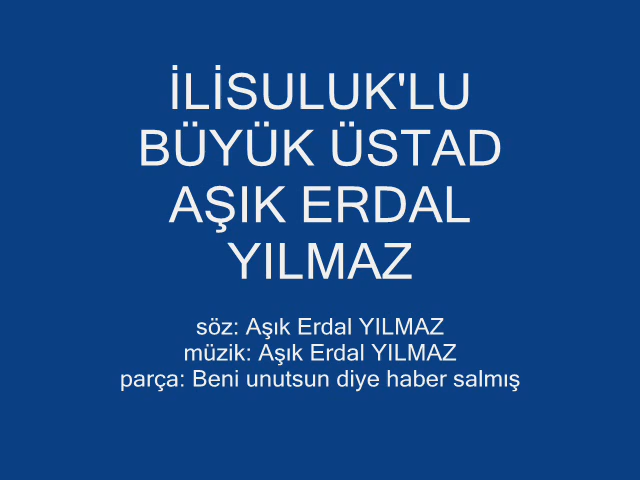 İLİSULUK'LU
BÜYÜK ÜSTAD
AŞIK ERDAL
YILMAZ
söz: Aşık Erdal YILMAZ
müzik: Aşık Erdal YILMAZ
parça: Beni unutsun diye haber salmış